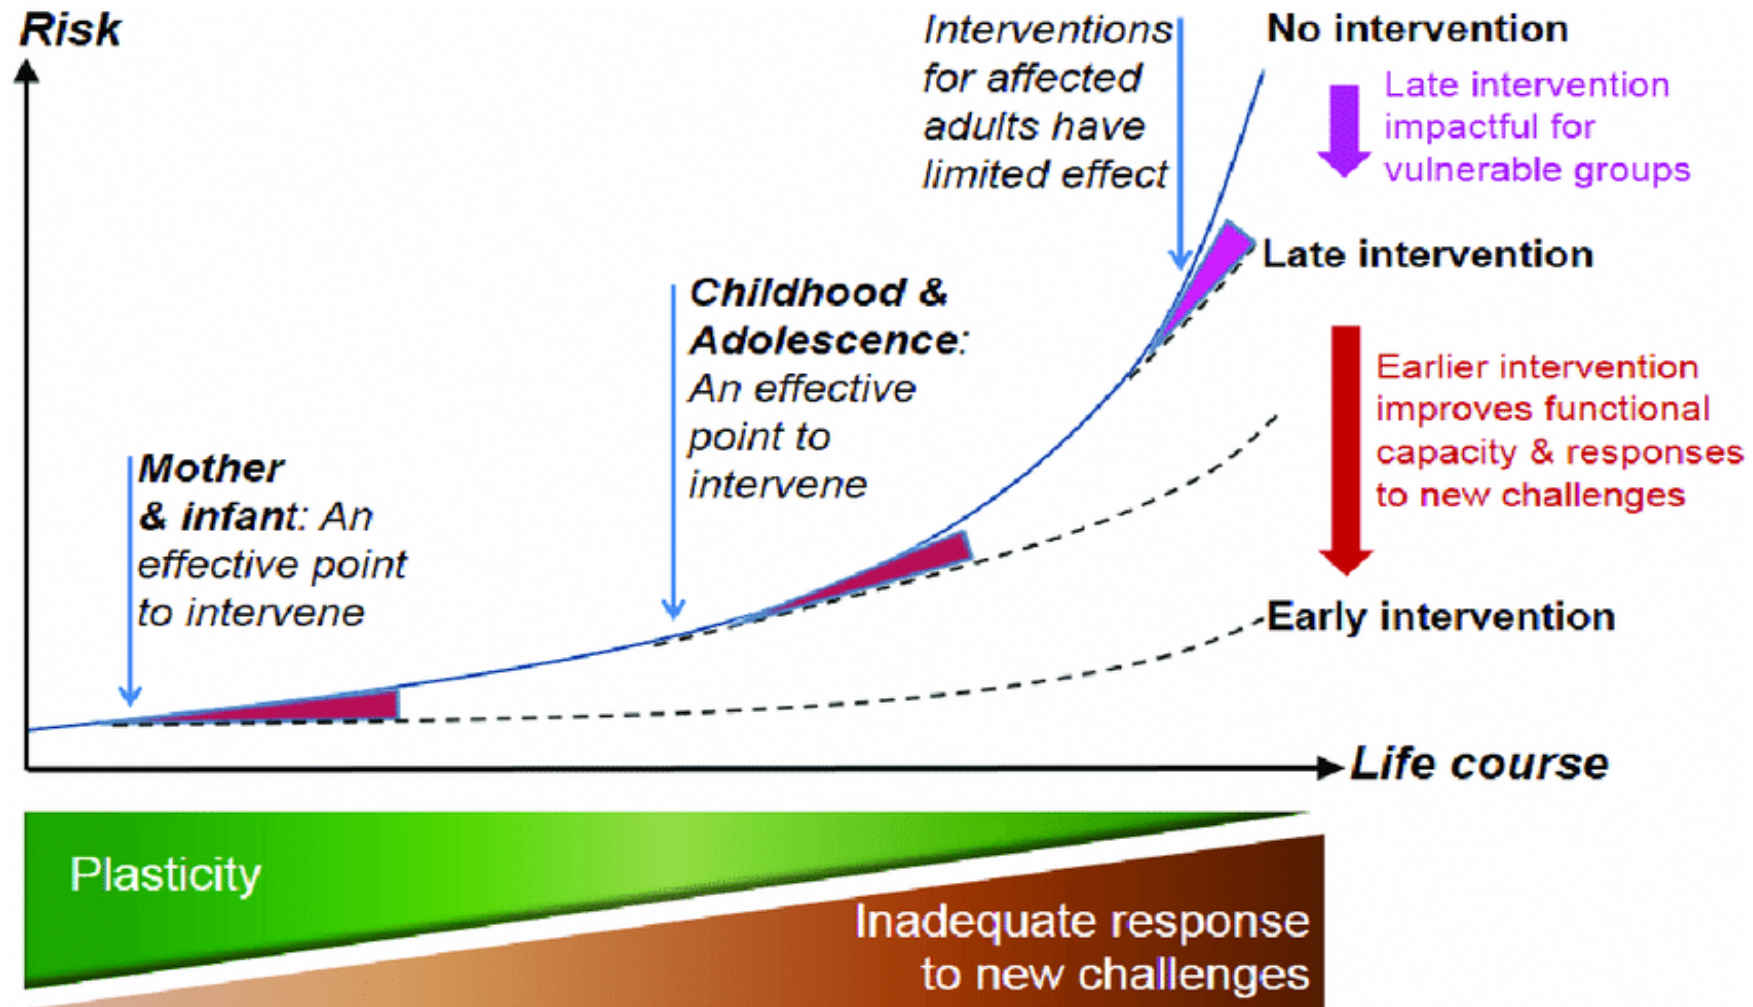 Risk
Interventions
for affected
adults have
limited effect
No intervention
Late intervention
impactful for
vulnerable groups
Late intervention
Childhood &
Adolescence:
An effective
point to
intervene
Earlier intervention
improves functional
capacity & responses
to new challenges
Mother
& infant: An
effective point
to intervene
Early intervention
Life course
Plasticity
Inadequate response
to new challenges